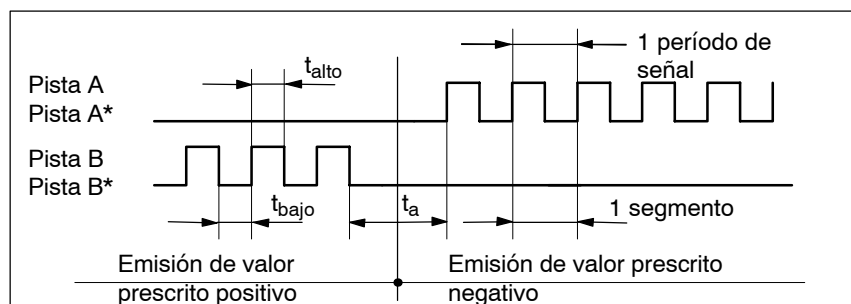 1 período de
señal
t_alto
Pista A
Pista A*
Pista B
Pista B*
t_bajo
t_a
1 segmento
Emisión de valor
prescrito positivo
Emisión de valor prescrito
negativo